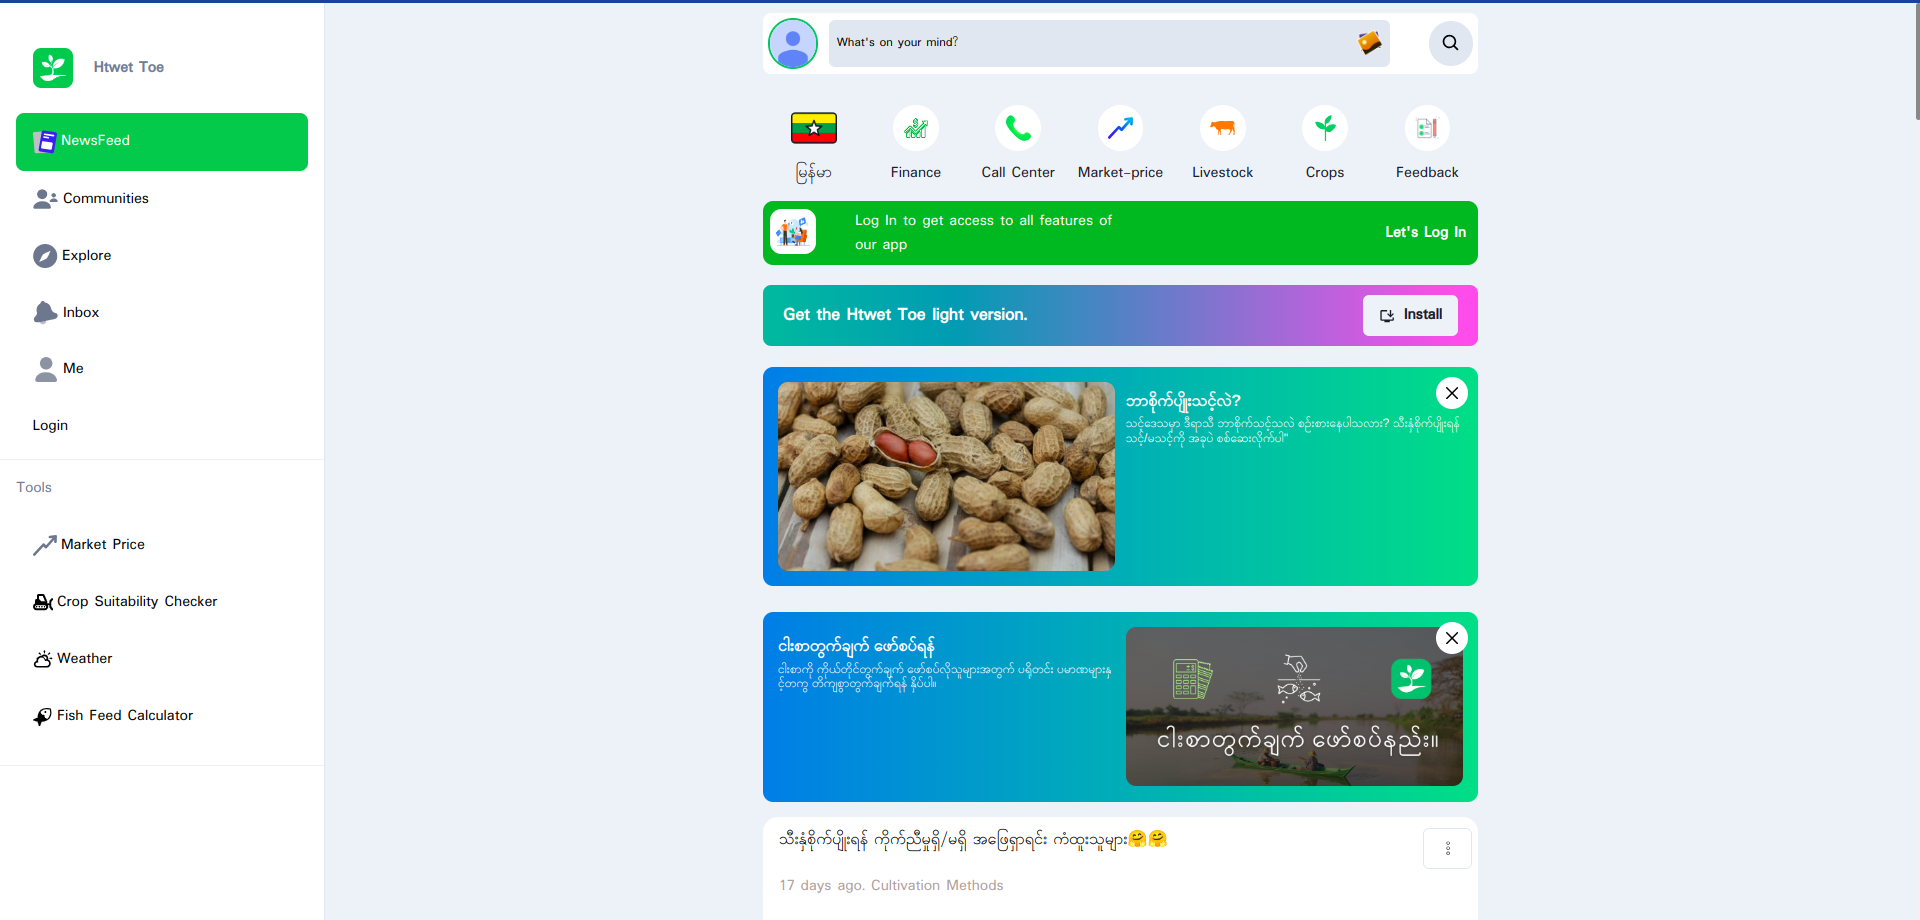 Htwet Toe
NewsFeed
Communities
Explore
Inbox
Me
Login
Tools
Market Price
Crop Suitability Checker
Weather
Fish Feed Calculator
What's on your mind?
မြန်မာ
Finance
Call Center
Market-price
Livestock
Crops
Feedback
Log In to get access to all features of
our app
Let's Log In
Get the Htwet Toe light version.
Install
ဘာစိုက်ပျိုးသင့်လဲ?
သင့်ဒေသမှာ ဒီရာသီ ဘာစိုက်သင့်သလဲ စဉ်းစားနေပါသလား? သီးနှံစိုက်ပျိုးရန်
သင့်/မသင့်ကို အခုပဲ စစ်ဆေးလိုက်ပါ"
ငါးစာတွက်ချက် ဖော်စပ်ရန်
ငါးစာကို ကိုယ်တိုင်တွက်ချက် ဖော်စပ်လိုသူများအတွက် ပရိုတင်း ပမာဏများနှ
င့်တကွ တိကျစွာတွက်ချက်ရန် နှိပ်ပါ။
ငါးစာတွက်ချက် ဖော်စပ်နည်း။
သီးနှံစိုက်ပျိုးရန် ကိုက်ညီမှုရှိ/မရှိ အဖြေရှာရင်း ကံထူးသူများ🤗🤗
17 days ago. Cultivation Methods